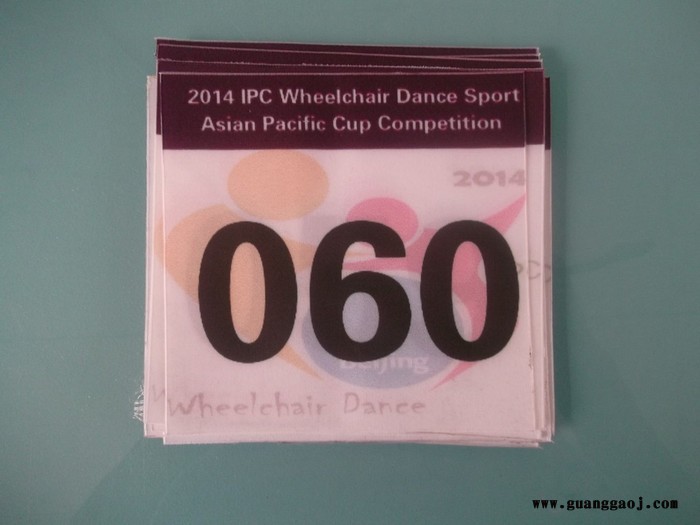 2014 IPC Wheelchair Dance Sport
Asian Pacific Cup Competition
2014
060
Beijing
Wheelchair Dance
www.guanggaoj.com